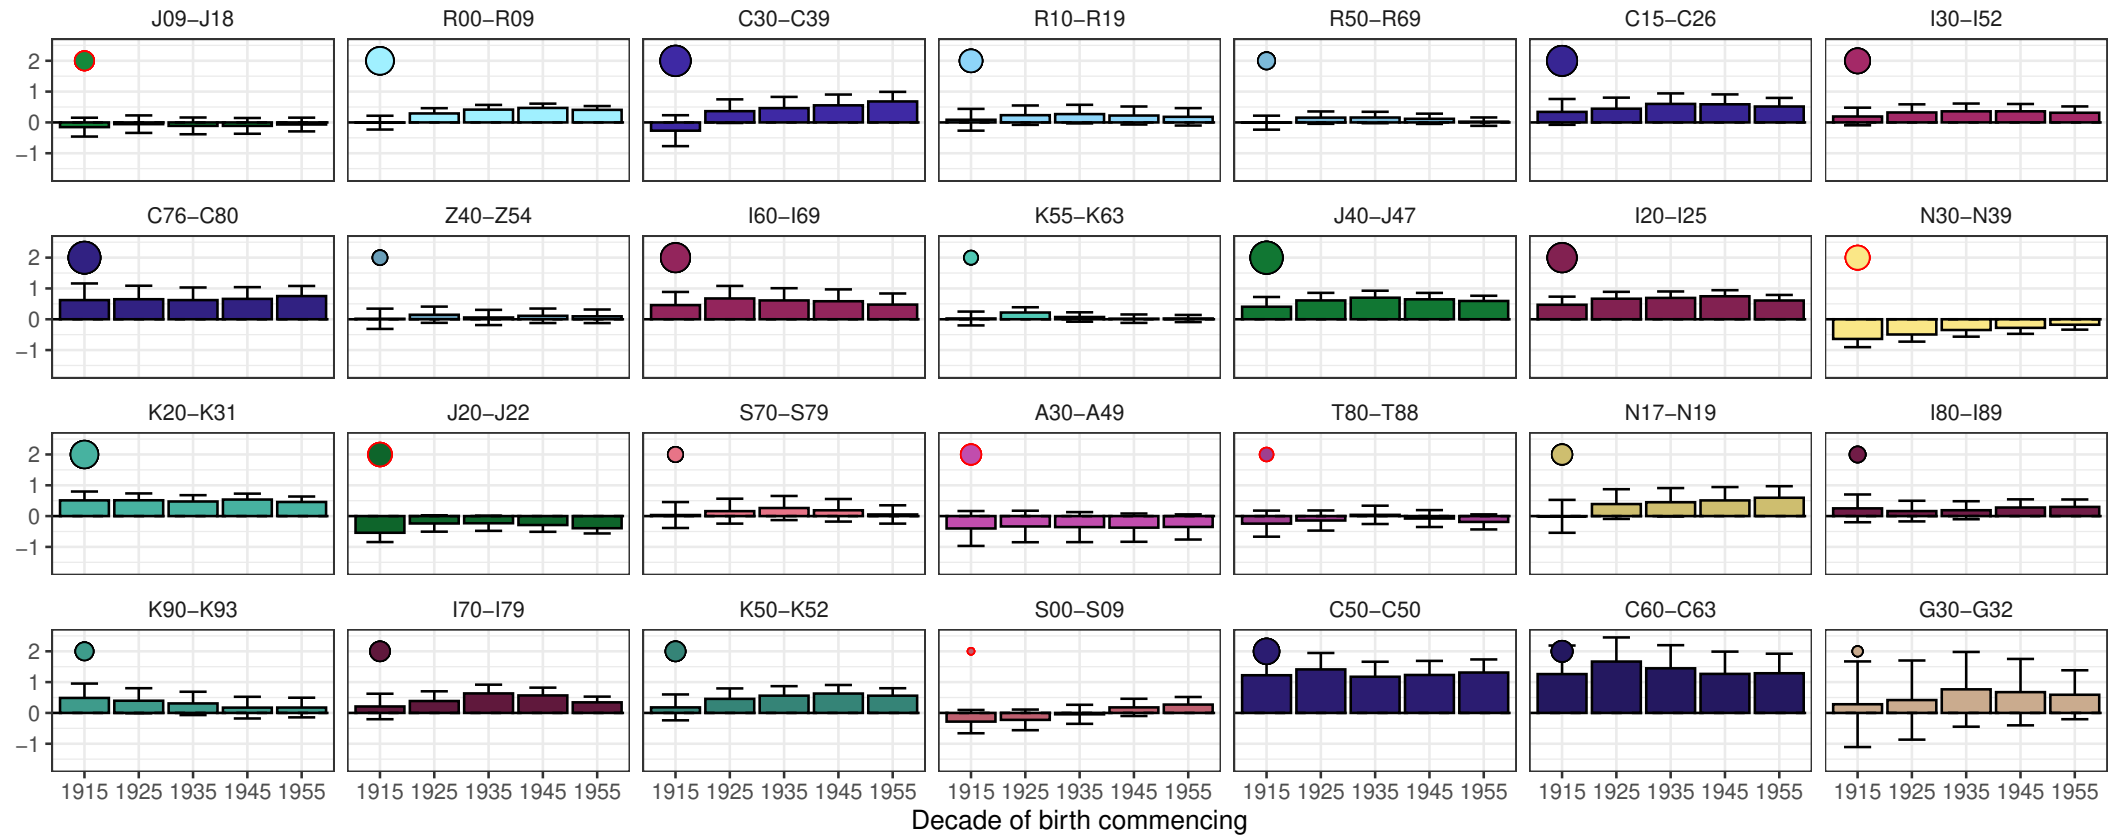 J09−J18 R00−R09 C30−C39 R10−R19 R50−R69 C15−C26 I30−I52
2
1
0
−1
C76−C80 Z40−Z54 I60−I69 K55−K63 J40−J47 I20−I25 N30−N39
2
1
0
−1
K20−K31 J20−J22 S70−S79 A30−A49 T80−T88 N17−N19 I80−I89
2
1
0
−1
K90−K93 I70−I79 K50−K52 S00−S09 C50−C50 C60−C63 G30−G32
2
1
0
−1
1915 1925 1935 1945 1955 1915 1925 1935 1945 1955 1915 1925 1935 1945 1955 1915 1925 1935 1945 1955 1915 1925 1935 1945 1955 1915 1925 1935 1945 1955 1915 1925 1935 1945 1955
Decade of birth commencing